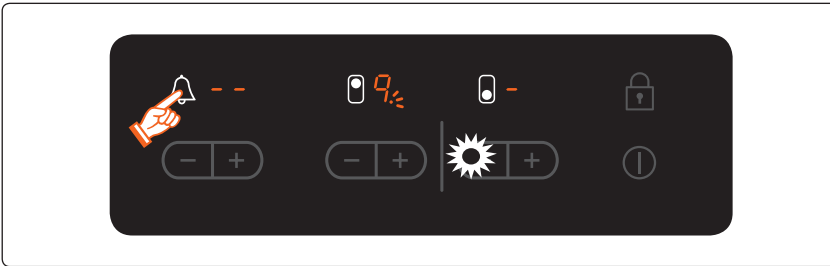 - - 9. -
- + - + +